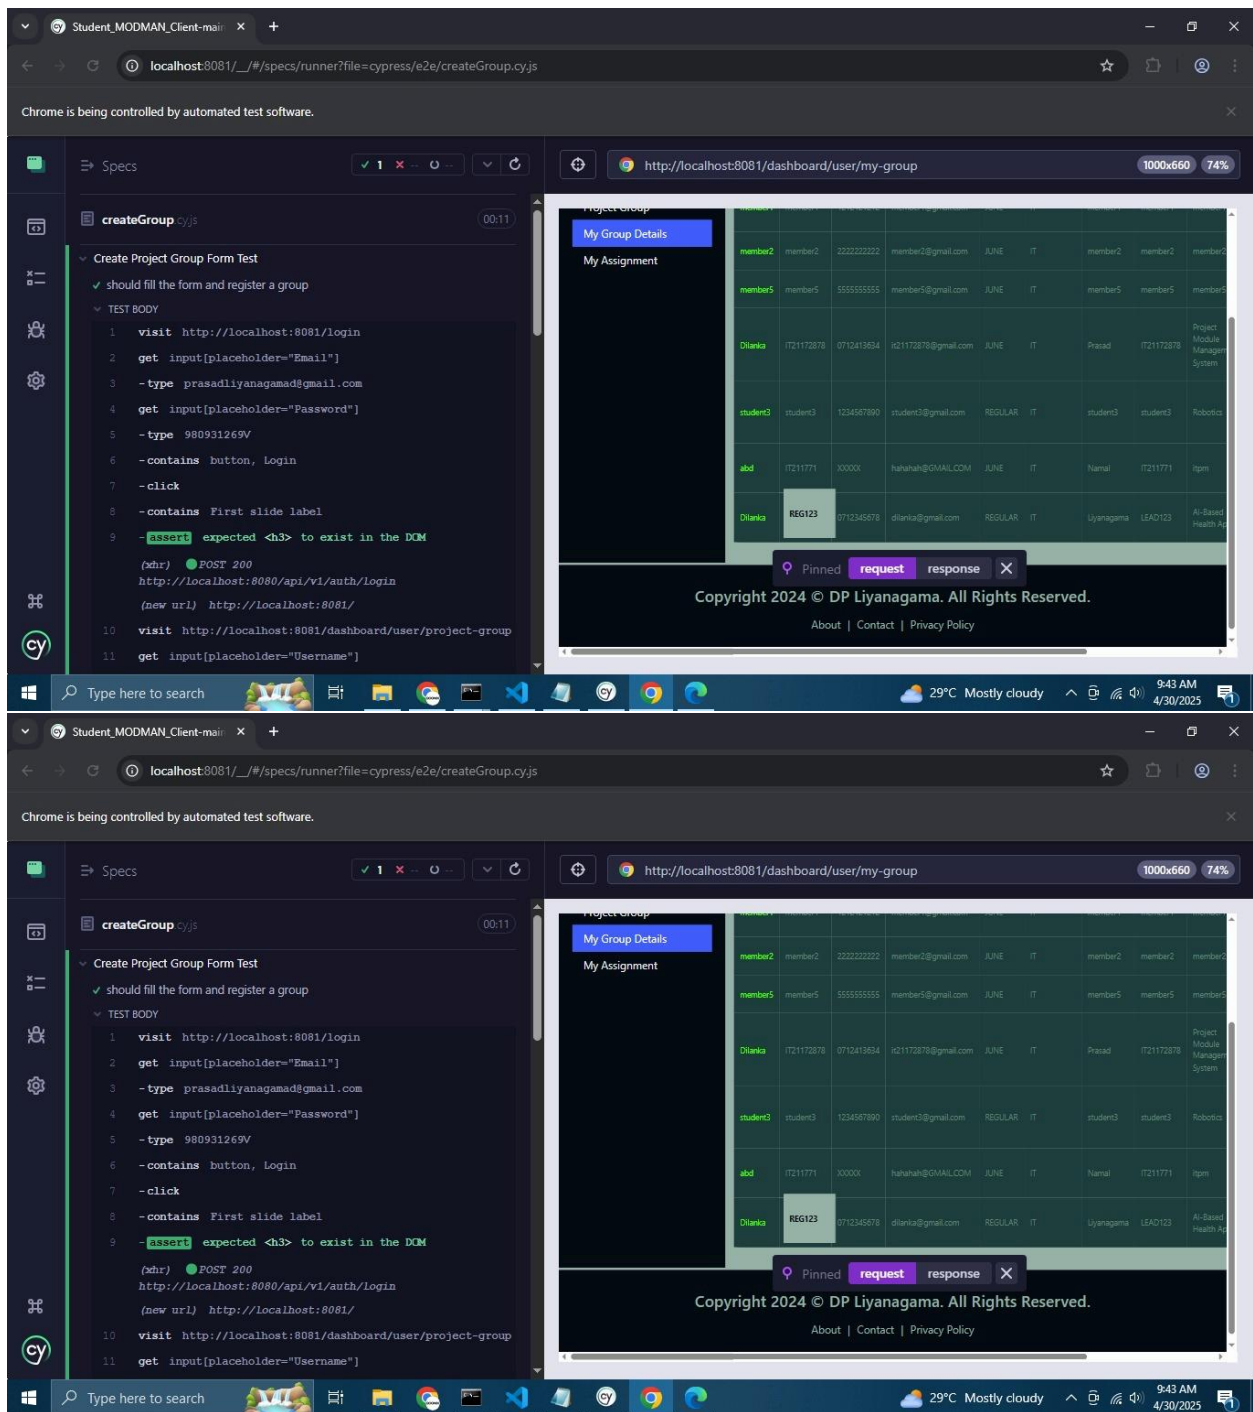 Student_MODMAN_Client-main
localhost:8081/__/#/specs/runner?file=cypress/e2e/createGroup.cy.js
Chrome is being controlled by automated test software.
Specs
1 -- --
createGroup.cy.js 00:11
Create Project Group Form Test
should fill the form and register a group
TEST BODY
1 visit http://localhost:8081/login
2 get input[placeholder="Email"]
3 -type prasadliyanagamad@gmail.com
4 get input[placeholder="Password"]
5 -type 980931269V
6 -contains button, Login
7 -click
8 -contains First slide label
9 -assert expected <h3> to exist in the DOM
(xhr) POST 200
http://localhost:8080/api/v1/auth/login
(new url) http://localhost:8081/
10 visit http://localhost:8081/dashboard/user/project-group
11 get input[placeholder="Username"]
http://localhost:8081/dashboard/user/my-group 1000x660 74%
Project Group
My Group Details
My Assignment
member2 member2 2222222222 member2@gmail.com JUNE IT member2 member2 member2
member5 member5 5555555555 member5@gmail.com JUNE IT member5 member5 member5
Dilanka IT21172878 0712413634 it21172878@gmail.com JUNE IT Prasad IT21172878 Project
Module
Managem
System
student3 student3 1234567890 student3@gmail.com REGULAR IT student3 student3 Robotics
abd IT211771 XXXXX hahahah@GMAIL.COM JUNE IT Namal IT211771 itpm
Dilanka REG123 0712345678 dilanka@gmail.com REGULAR IT Liyanagama LEAD123 AI-Based
Health Ap
Pinned request response
Copyright 2024 © DP Liyanagama. All Rights Reserved.
About | Contact | Privacy Policy
cy
Type here to search
29°C Mostly cloudy
9:43 AM
4/30/2025
1
Student_MODMAN_Client-main
localhost:8081/__/#/specs/runner?file=cypress/e2e/createGroup.cy.js
Chrome is being controlled by automated test software.
Specs
1 -- --
createGroup.cy.js 00:11
Create Project Group Form Test
should fill the form and register a group
TEST BODY
1 visit http://localhost:8081/login
2 get input[placeholder="Email"]
3 -type prasadliyanagamad@gmail.com
4 get input[placeholder="Password"]
5 -type 980931269V
6 -contains button, Login
7 -click
8 -contains First slide label
9 -assert expected <h3> to exist in the DOM
(xhr) POST 200
http://localhost:8080/api/v1/auth/login
(new url) http://localhost:8081/
10 visit http://localhost:8081/dashboard/user/project-group
11 get input[placeholder="Username"]
http://localhost:8081/dashboard/user/my-group 1000x660 74%
Project Group
My Group Details
My Assignment
member2 member2 2222222222 member2@gmail.com JUNE IT member2 member2 member2
member5 member5 5555555555 member5@gmail.com JUNE IT member5 member5 member5
Dilanka IT21172878 0712413634 it21172878@gmail.com JUNE IT Prasad IT21172878 Project
Module
Managem
System
student3 student3 1234567890 student3@gmail.com REGULAR IT student3 student3 Robotics
abd IT211771 XXXXX hahahah@GMAIL.COM JUNE IT Namal IT211771 itpm
Dilanka REG123 0712345678 dilanka@gmail.com REGULAR IT Liyanagama LEAD123 AI-Based
Health Ap
Pinned request response
Copyright 2024 © DP Liyanagama. All Rights Reserved.
About | Contact | Privacy Policy
cy
Type here to search
29°C Mostly cloudy
9:43 AM
4/30/2025
1